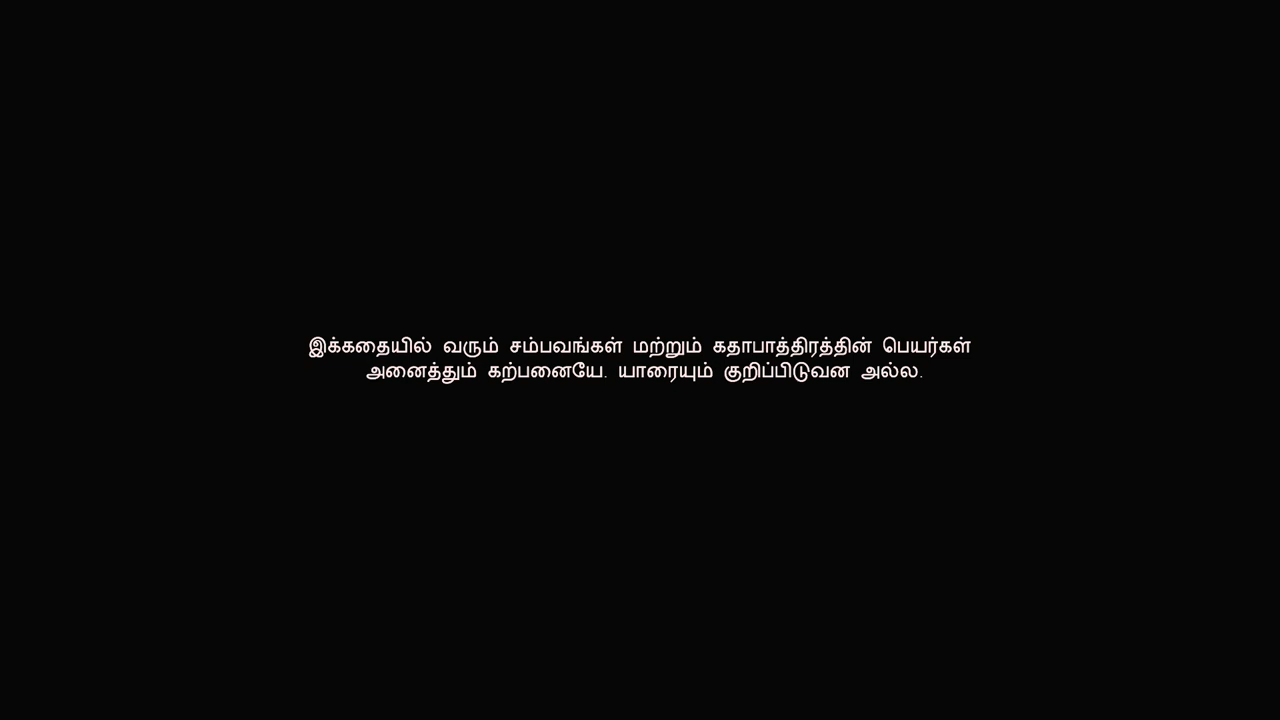 இக்கதையில் வரும் சம்பவங்கள் மற்றும் கதாபாத்திரத்தின் பெயர்கள்
அனைத்தும் கற்பனையே. யாரையும் குறிப்பிடுவன அல்ல.